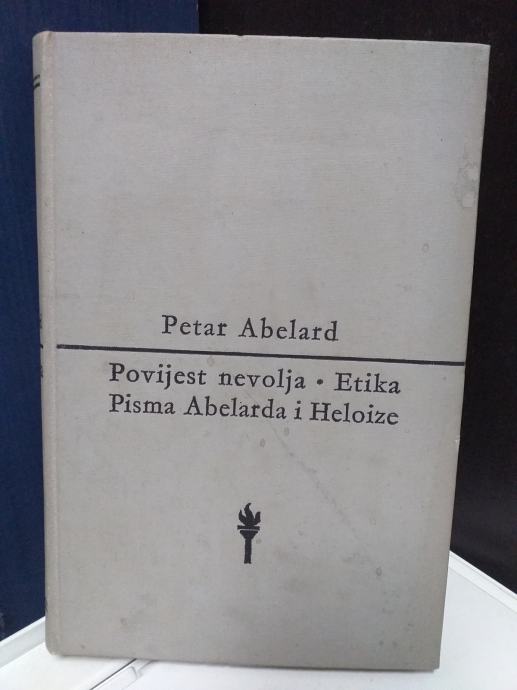 Petar Abelard
Povijest nevolja · Etika
Pisma Abelarda i Heloize